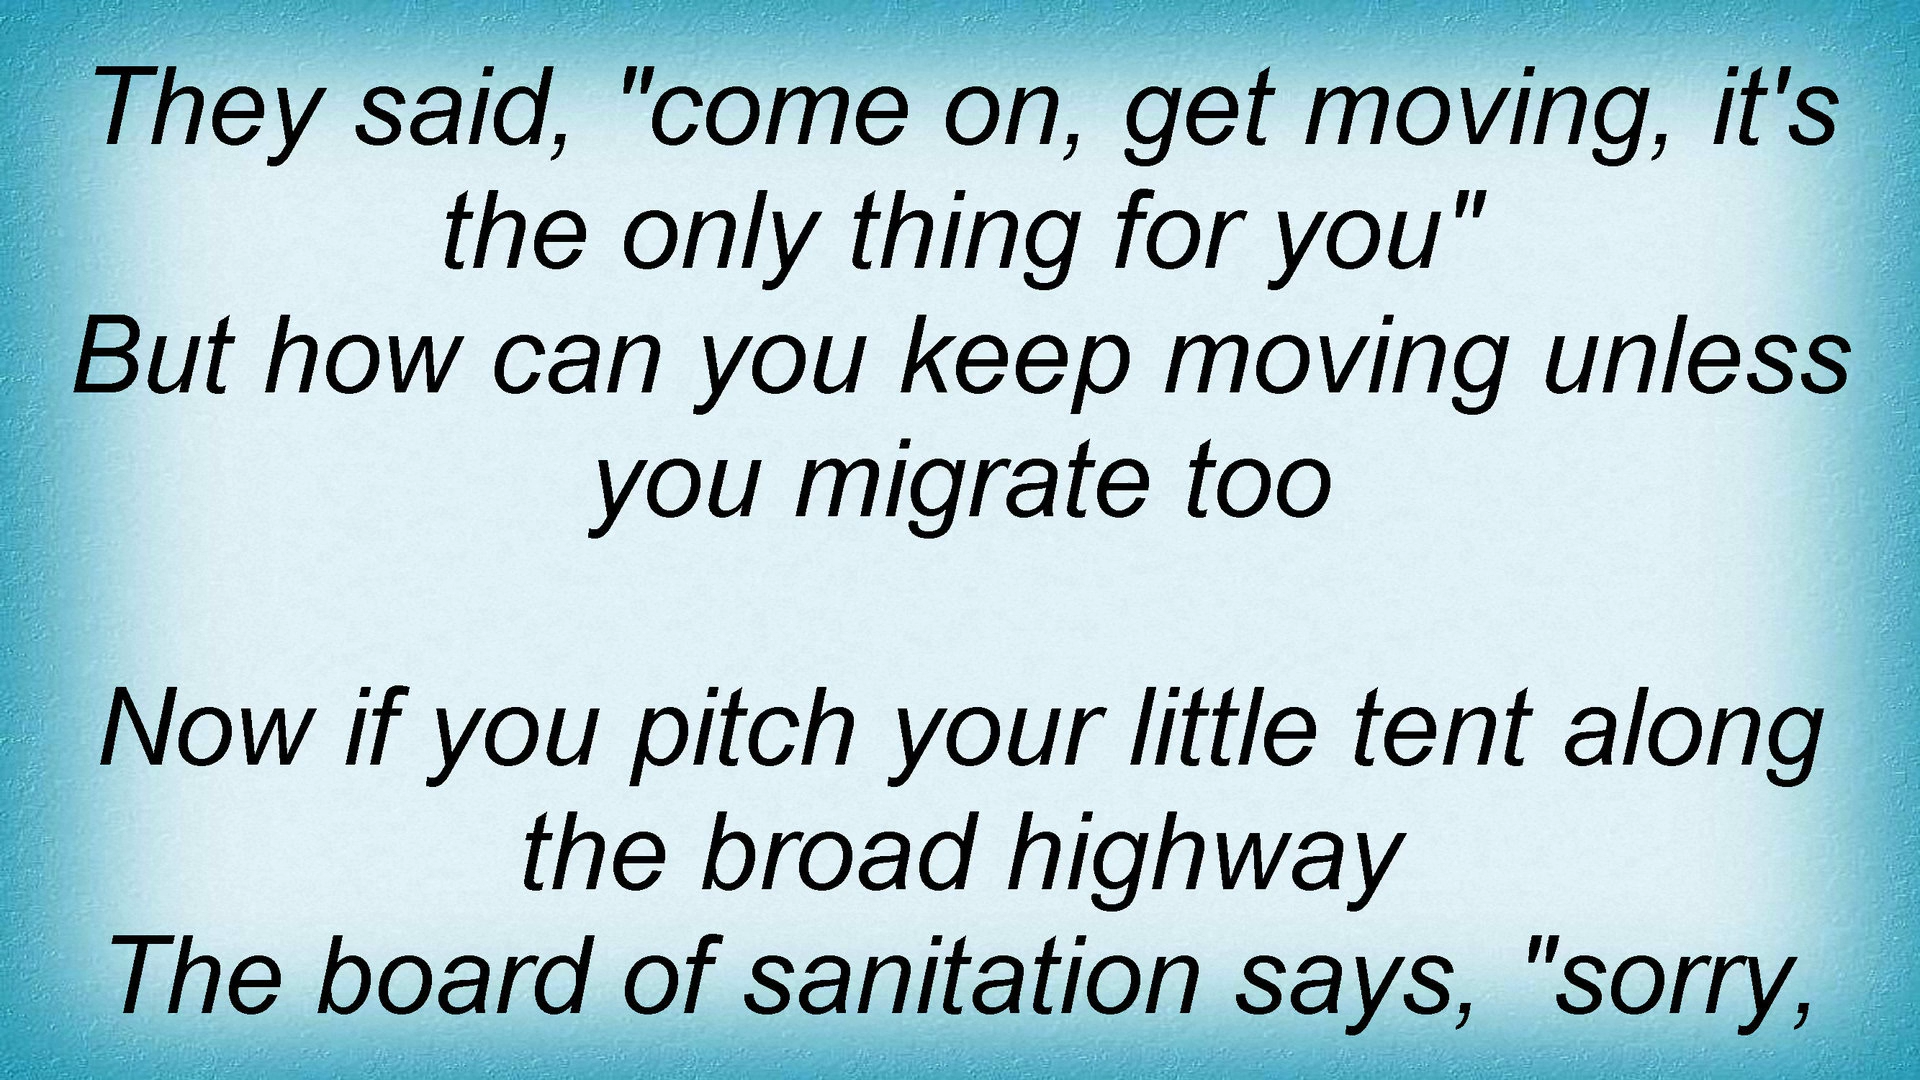 They said, "come on, get moving, it's
the only thing for you"
But how can you keep moving unless
you migrate too
Now if you pitch your little tent along
the broad highway
The board of sanitation says, "sorry,